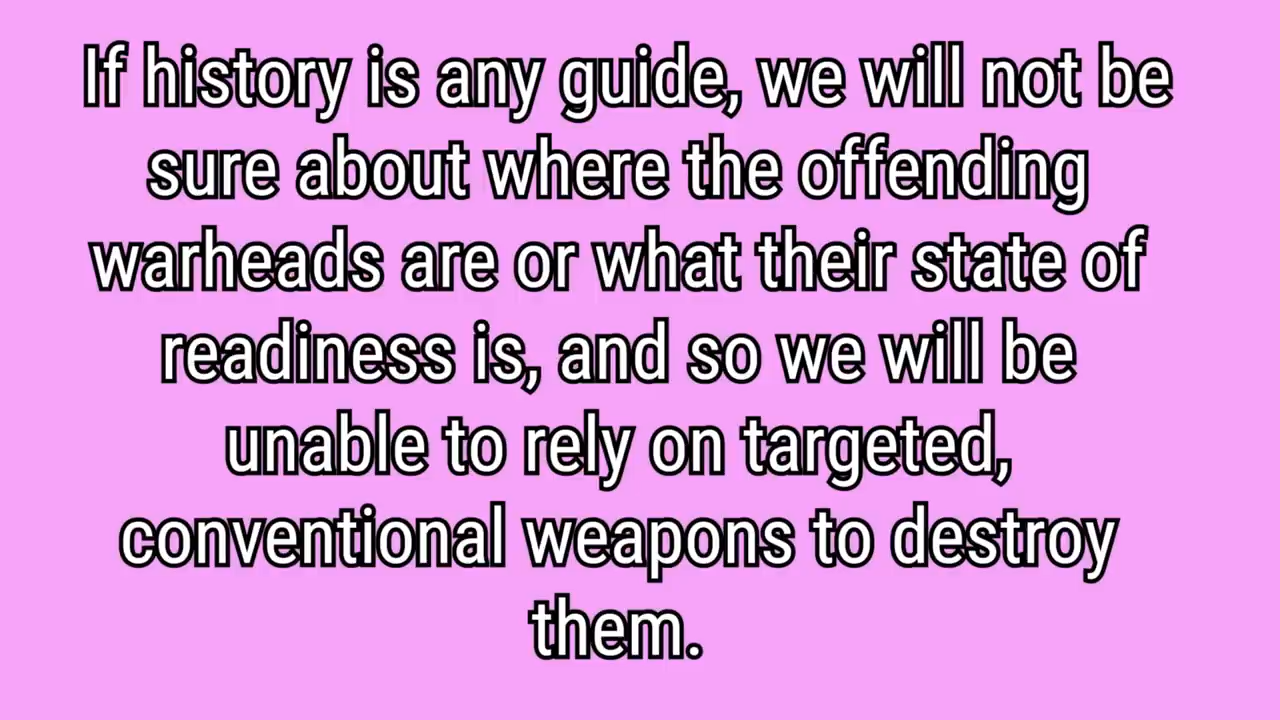 If history is any guide, we will not be
sure about where the offending
warheads are or what their state of
readiness is, and so we will be
unable to rely on targeted,
conventional weapons to destroy
them.